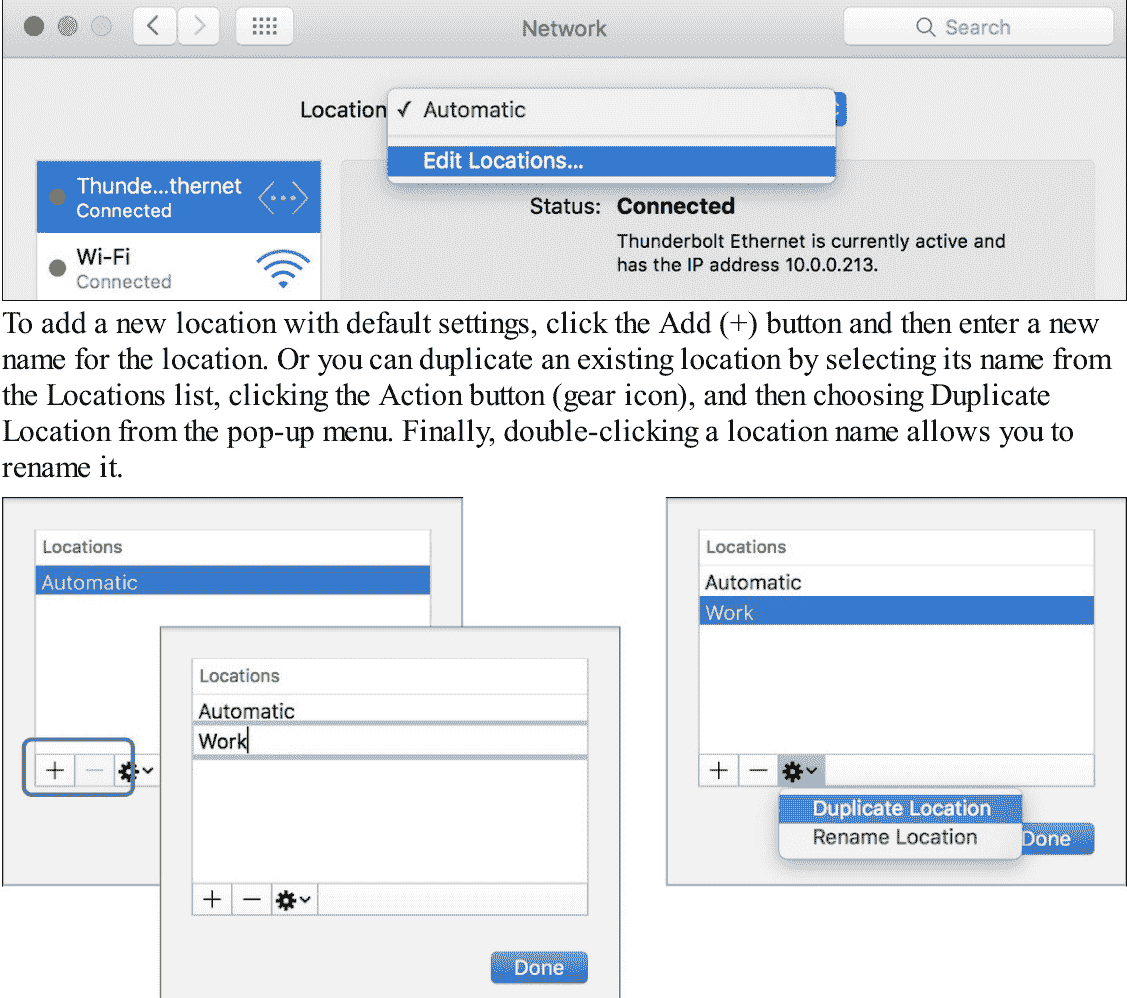 Network
Search
Location
✓ Automatic
Edit Locations...
Thunde...thernet
Connected
Status: Connected
Thunderbolt Ethernet is currently active and
has the IP address 10.0.0.213.
Wi-Fi
Connected
To add a new location with default settings, click the Add (+) button and then enter a new
name for the location. Or you can duplicate an existing location by selecting its name from
the Locations list, clicking the Action button (gear icon), and then choosing Duplicate
Location from the pop-up menu. Finally, double-clicking a location name allows you to
rename it.
Locations
Automatic
Locations
Automatic
Work
Done
Locations
Automatic
Work
Duplicate Location
Rename Location
Done